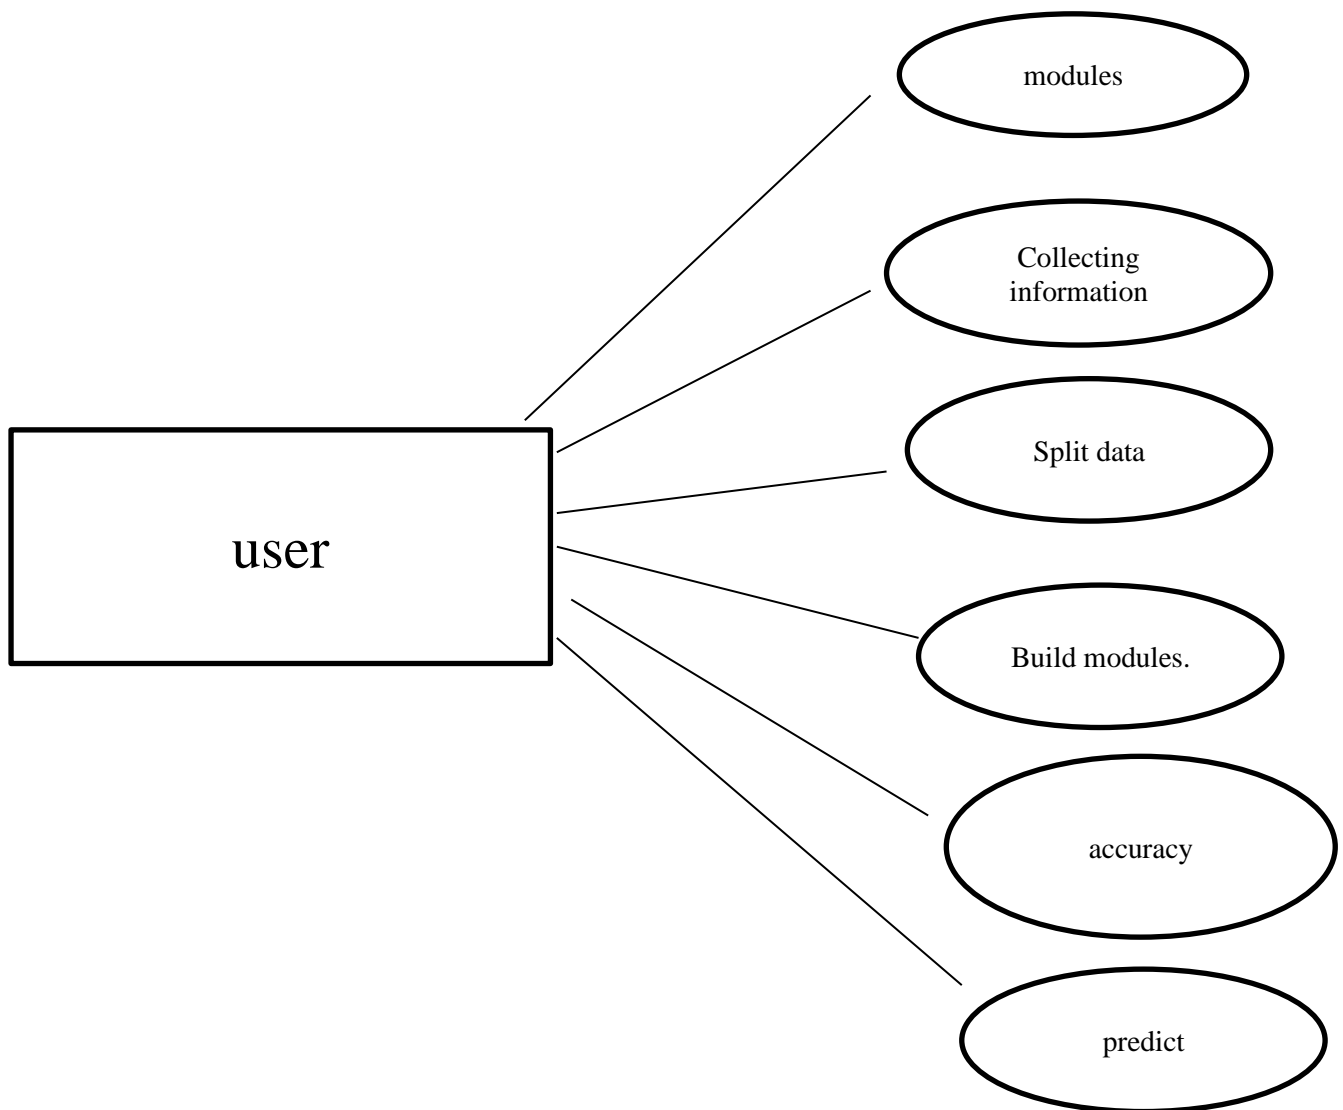 modules
Collecting
information
Split data
user
Build modules.
accuracy
predict